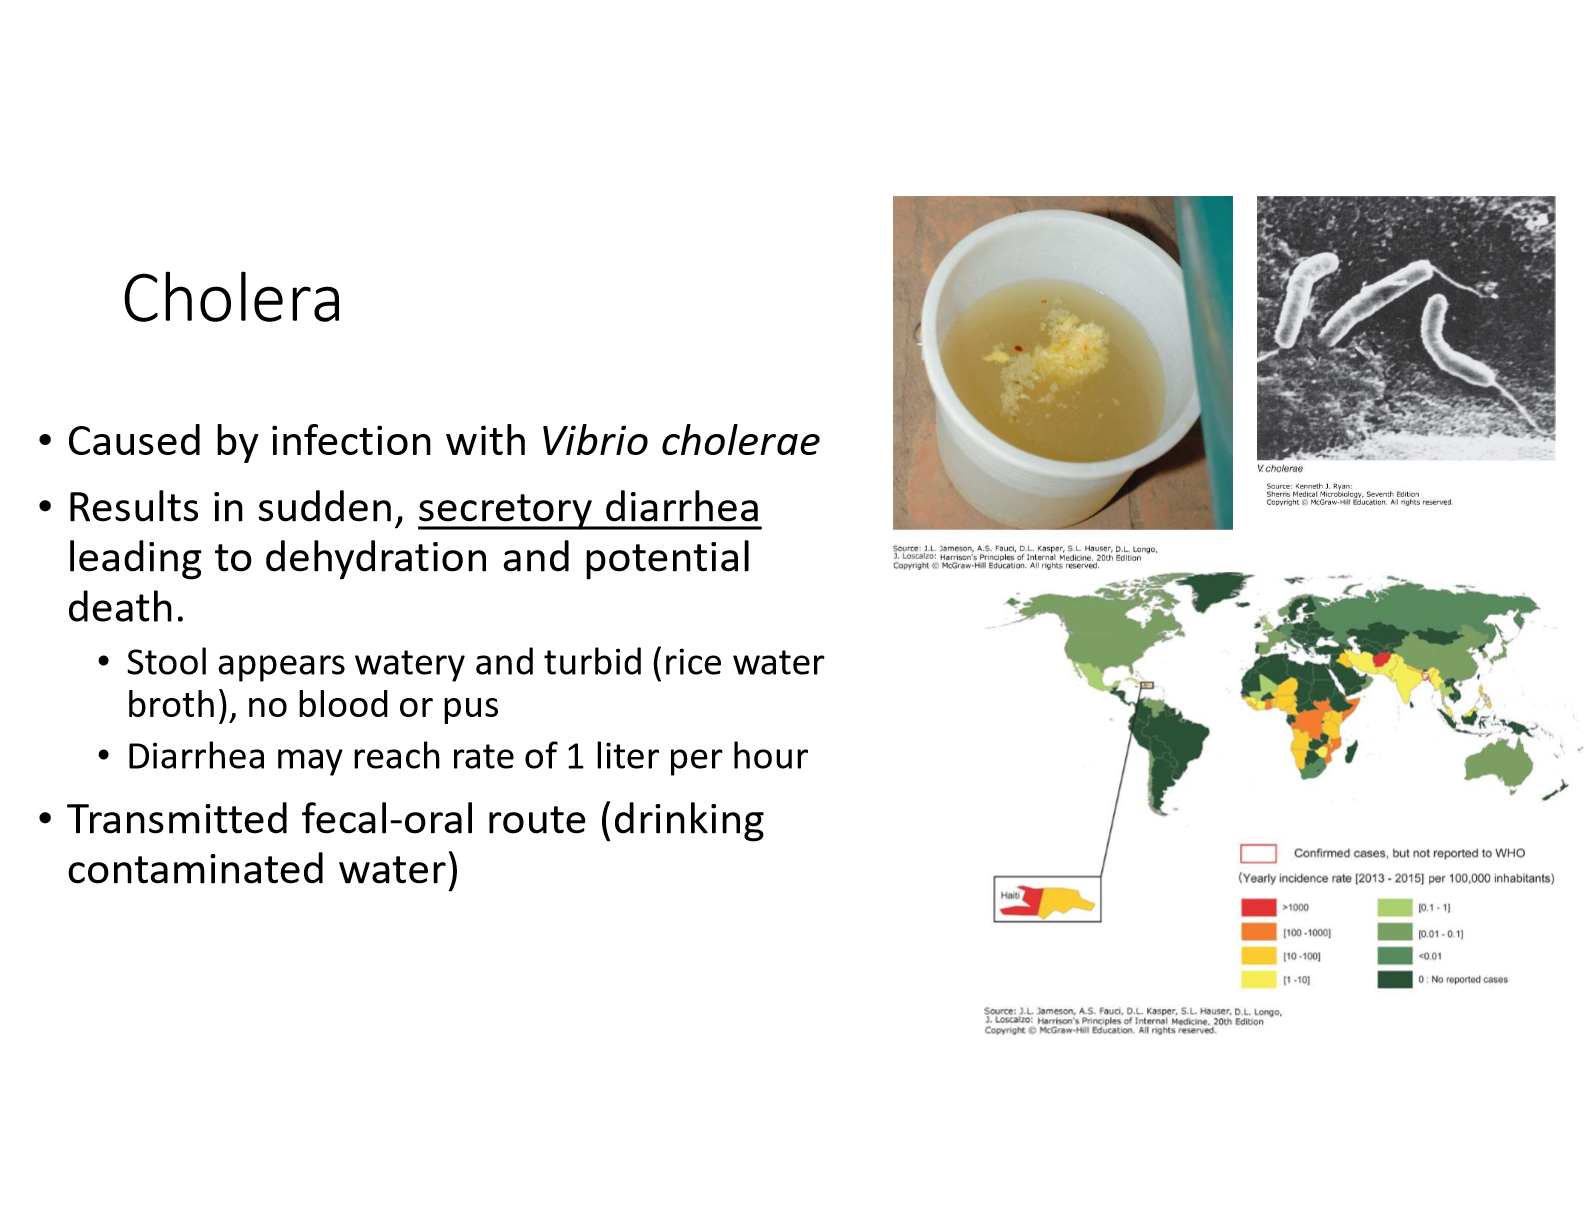 Cholera
• Caused by infection with Vibrio cholerae
• Results in sudden, secretory diarrhea
leading to dehydration and potential
death.
• Stool appears watery and turbid (rice water
broth), no blood or pus
• Diarrhea may reach rate of 1 liter per hour
• Transmitted fecal-oral route (drinking
contaminated water)
Source: J.L. Jameson, A.S. Fauci, D.L. Kasper, S.L. Hauser, D.L. Longo,
J. Loscalzo: Harrison's Principles of Internal Medicine, 20th Edition
Copyright © McGraw-Hill Education. All rights reserved.
V. cholerae
Source: Kenneth J. Ryan:
Sherris Medical Microbiology, Seventh Edition
Copyright © McGraw-Hill Education. All rights reserved.
Haiti
Confirmed cases, but not reported to WHO
(Yearly incidence rate [2013 - 2015] per 100,000 inhabitants)
>1000
[100 -1000]
[10 -100]
[1 -10]
[0.1 - 1]
[0.01 - 0.1]
<0.01
0 : No reported cases
Source: J.L. Jameson, A.S. Fauci, D.L. Kasper, S.L. Hauser, D.L. Longo,
J. Loscalzo: Harrison's Principles of Internal Medicine, 20th Edition
Copyright © McGraw-Hill Education. All rights reserved.